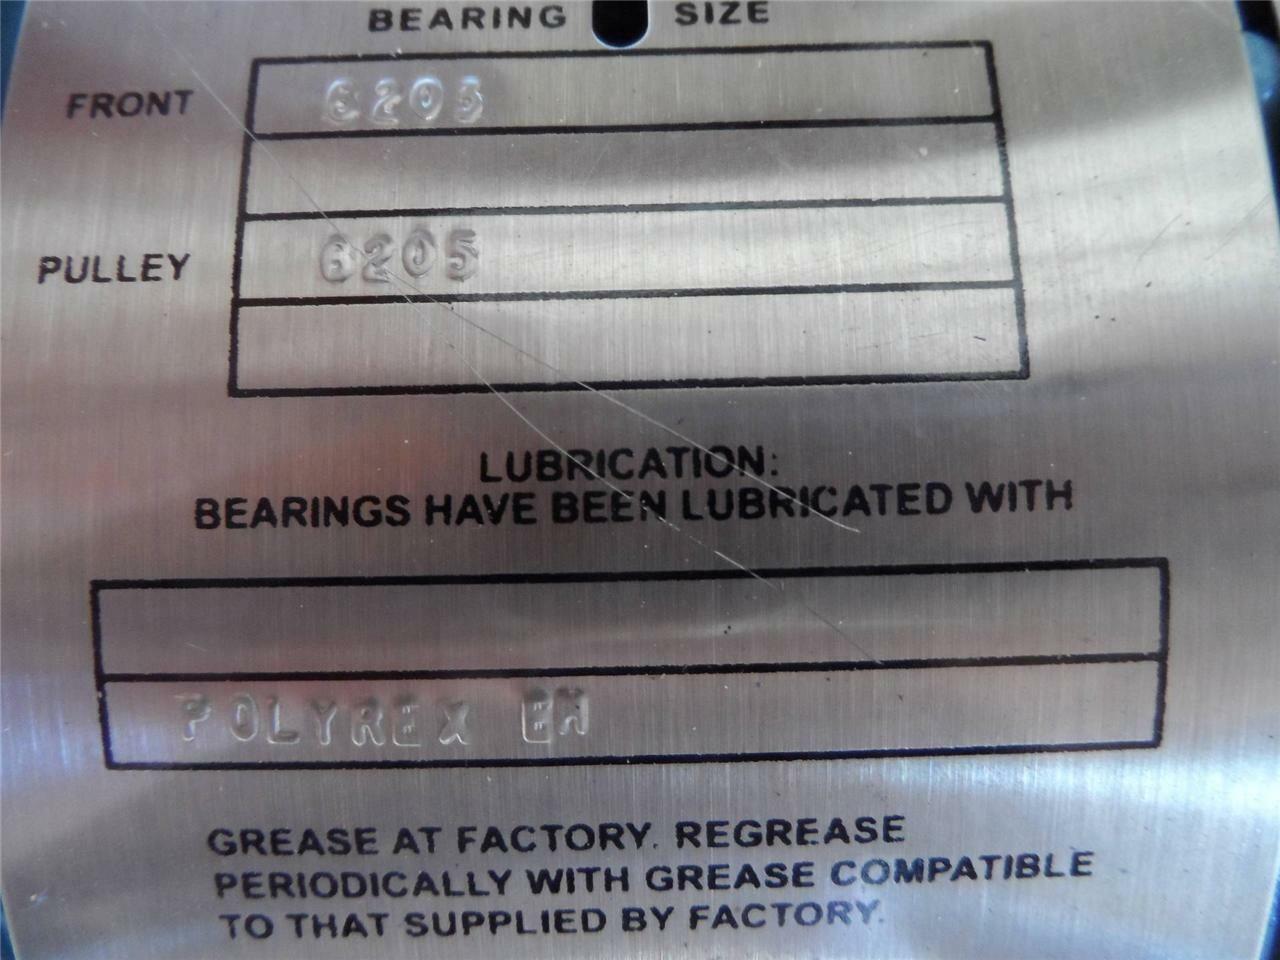 BEARING SIZE
FRONT 6205
PULLEY 6205
LUBRICATION:
BEARINGS HAVE BEEN LUBRICATED WITH
POLYREX EM
GREASE AT FACTORY. REGREASE
PERIODICALLY WITH GREASE COMPATIBLE
TO THAT SUPPLIED BY FACTORY.